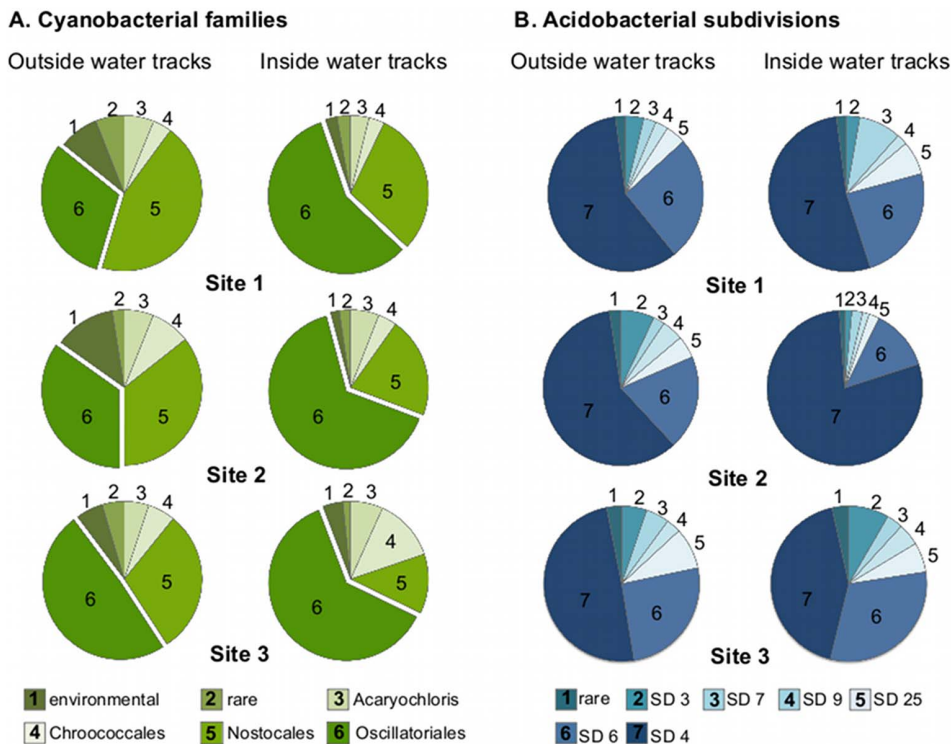 A. Cyanobacterial families
B. Acidobacterial subdivisions
Outside water tracks
Inside water tracks
Outside water tracks
Inside water tracks
1 2 3 4 5 6
1 2 3 4 5 6
1 2 3 4 5 6 7
1 2 3 4 5 6 7
Site 1
Site 1
1 2 3 4 5 6
1 2 3 4 5 6
1 2 3 4 5 6 7
1 2 3 4 5 6 7
Site 2
Site 2
1 2 3 4 5 6
1 2 3 4 5 6
1 2 3 4 5 6 7
1 2 3 4 5 6 7
Site 3
Site 3
1 environmental 2 rare 3 Acaryochloris
4 Chroococcales 5 Nostocales 6 Oscillatoriales
1 rare 2 SD 3 3 SD 7 4 SD 9 5 SD 25
6 SD 6 7 SD 4